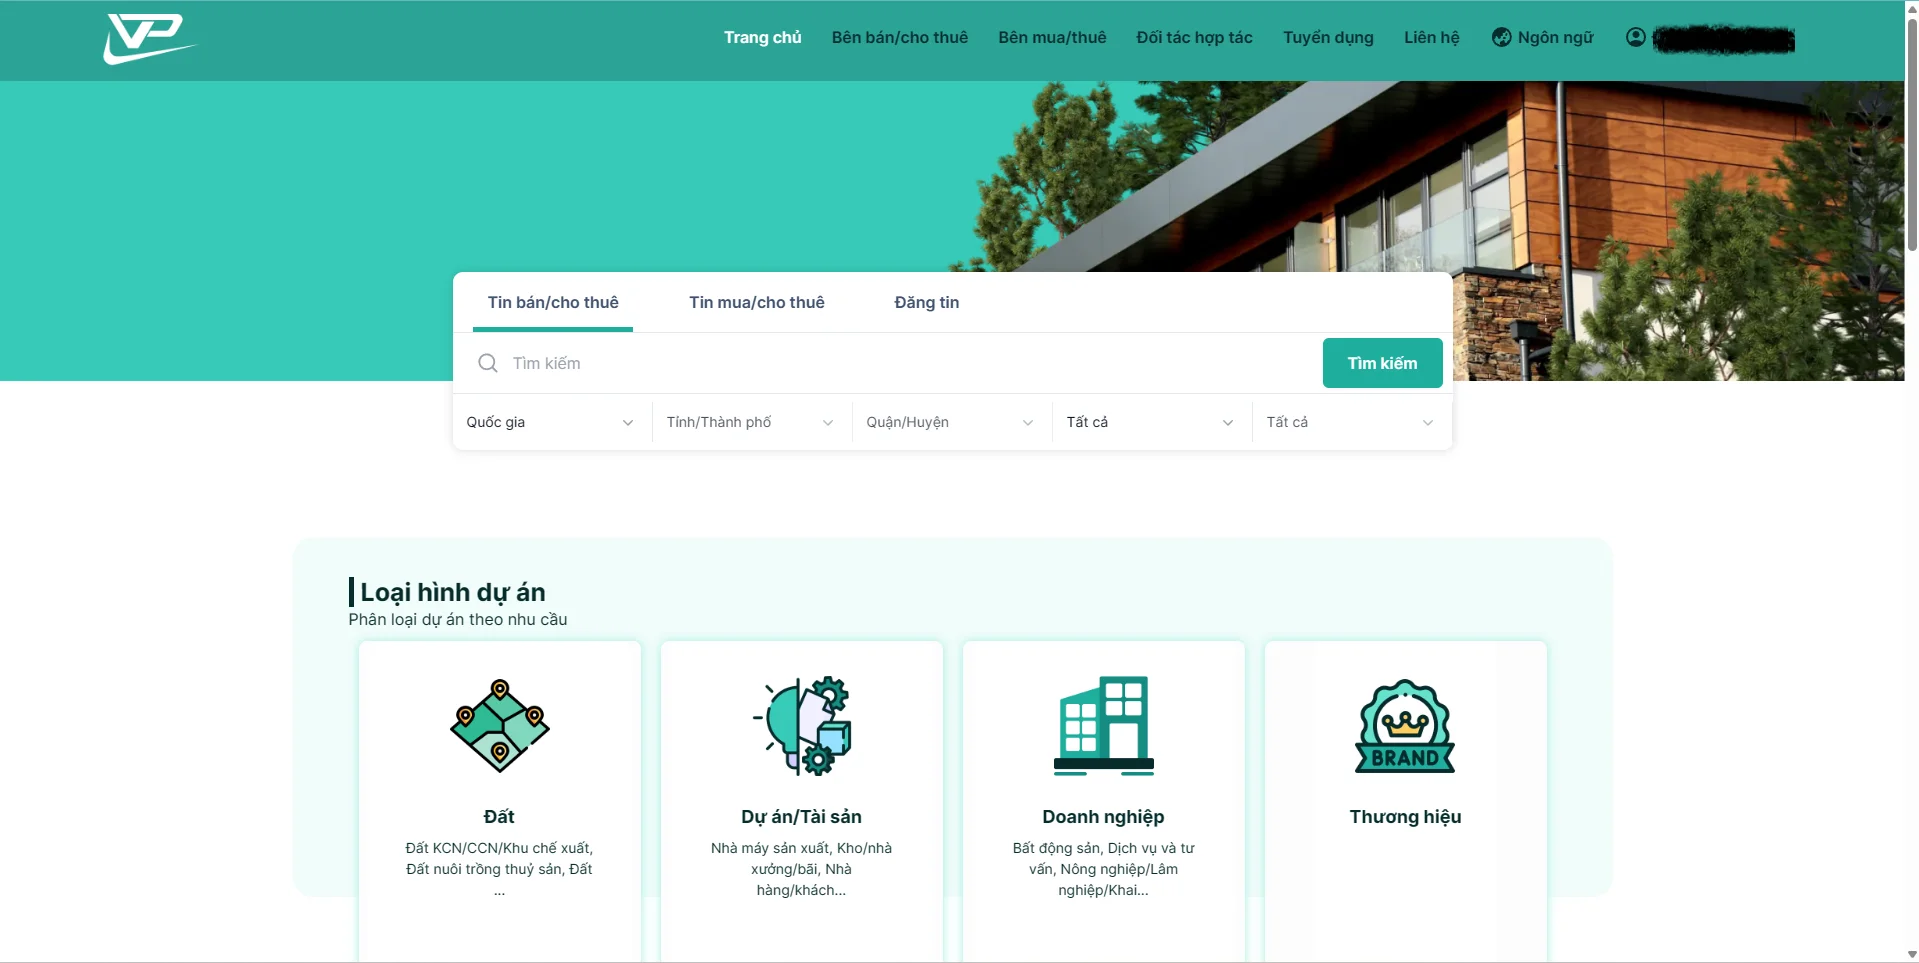 VP
Trang chủ Bên bán/cho thuê Bên mua/thuê Đối tác hợp tác Tuyển dụng Liên hệ Ngôn ngữ
Tin bán/cho thuê Tin mua/cho thuê Đăng tin
Tìm kiếm Tìm kiếm
Quốc gia Tỉnh/Thành phố Quận/Huyện Tất cả Tất cả
Loại hình dự án
Phân loại dự án theo nhu cầu
BRAND
Đất
Đất KCN/CCN/Khu chế xuất,
Đất nuôi trồng thuỷ sản, Đất
...
Dự án/Tài sản
Nhà máy sản xuất, Kho/nhà
xưởng/bãi, Nhà
hàng/khách...
Doanh nghiệp
Bất động sản, Dịch vụ và tư
vấn, Nông nghiệp/Lâm
nghiệp/Khai...
Thương hiệu